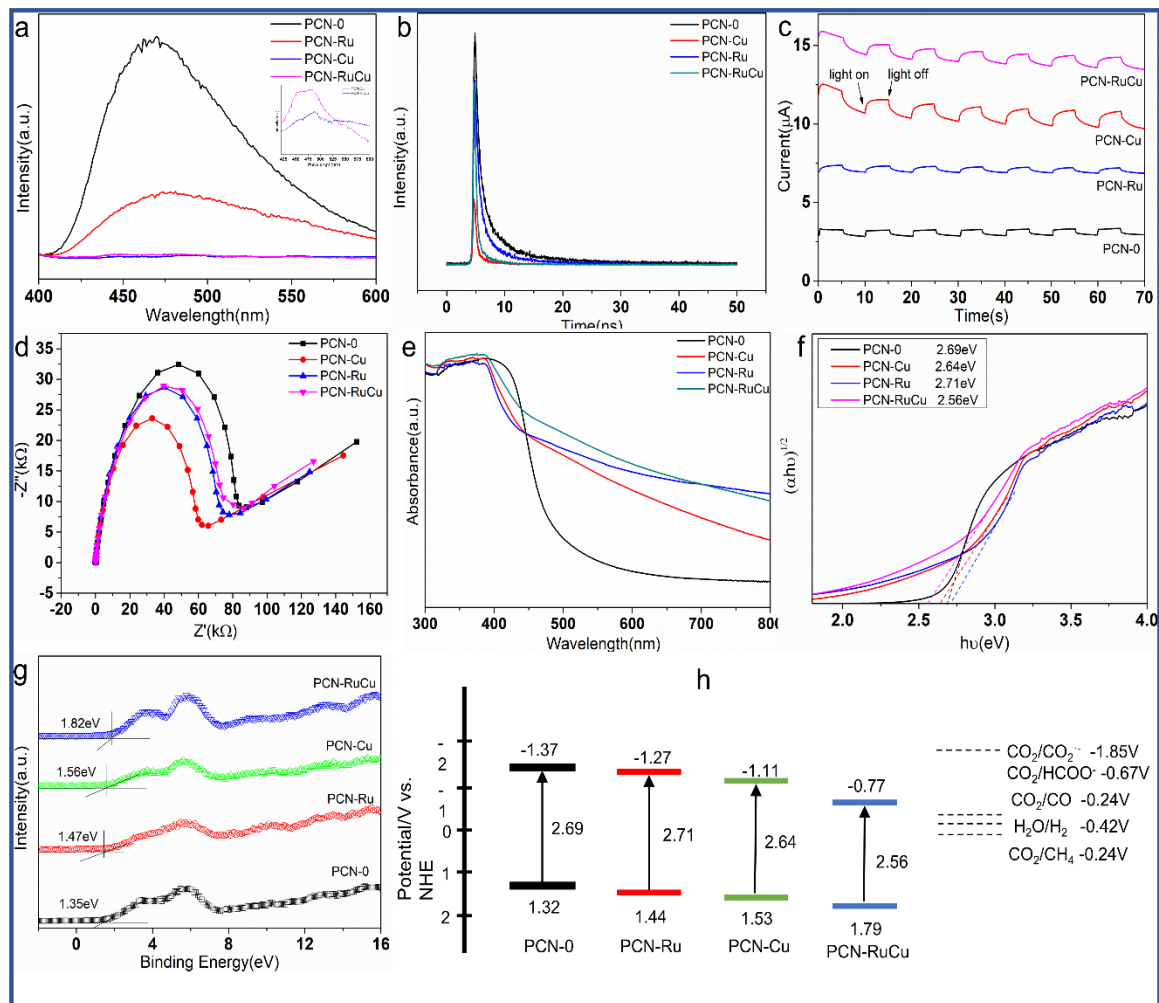 a
PCN-0
PCN-Ru
PCN-Cu
PCN-RuCu
Intensity(a.u.)
400 450 500 550 600
Wavelength(nm)
b
PCN-0
PCN-Cu
PCN-Ru
PCN-RuCu
Intensity(a.u.)
0 10 20 30 40 50
Time(ns)
c
15
10
5
0
Current(μA)
light on
light off
PCN-RuCu
PCN-Cu
PCN-Ru
PCN-0
0 10 20 30 40 50 60 70
Time(s)
d
PCN-0
PCN-Cu
PCN-Ru
PCN-RuCu
-35
-30
25
20
15
10
5
0
-5
-Z''(kΩ)
-20 0 20 40 60 80 100 120 140 160
Z'(kΩ)
e
PCN-0
PCN-Cu
PCN-Ru
PCN-RuCu
Absorbance(a.u.)
300 400 500 600 700 800
Wavelength(nm)
f
PCN-0 2.69eV
PCN-Cu 2.64eV
PCN-Ru 2.71eV
PCN-RuCu 2.56eV
(αhυ)1/2
2.0 2.5 3.0 3.5 4.0
hυ(eV)
g
PCN-RuCu
1.82eV
PCN-Cu
1.56eV
PCN-Ru
1.47eV
PCN-0
1.35eV
Intensity(a.u.)
0 4 8 12 16
Binding Energy(eV)
h
Potential/V vs.
NHE
-
2
-
1
0
1
2
-1.37
2.69
1.32
PCN-0
-1.27
2.71
1.44
PCN-Ru
-1.11
2.64
1.53
PCN-Cu
-0.77
2.56
1.79
PCN-RuCu
CO2/CO2·- -1.85V
CO2/HCOO- -0.67V
CO2/CO -0.24V
H2O/H2 -0.42V
CO2/CH4 -0.24V